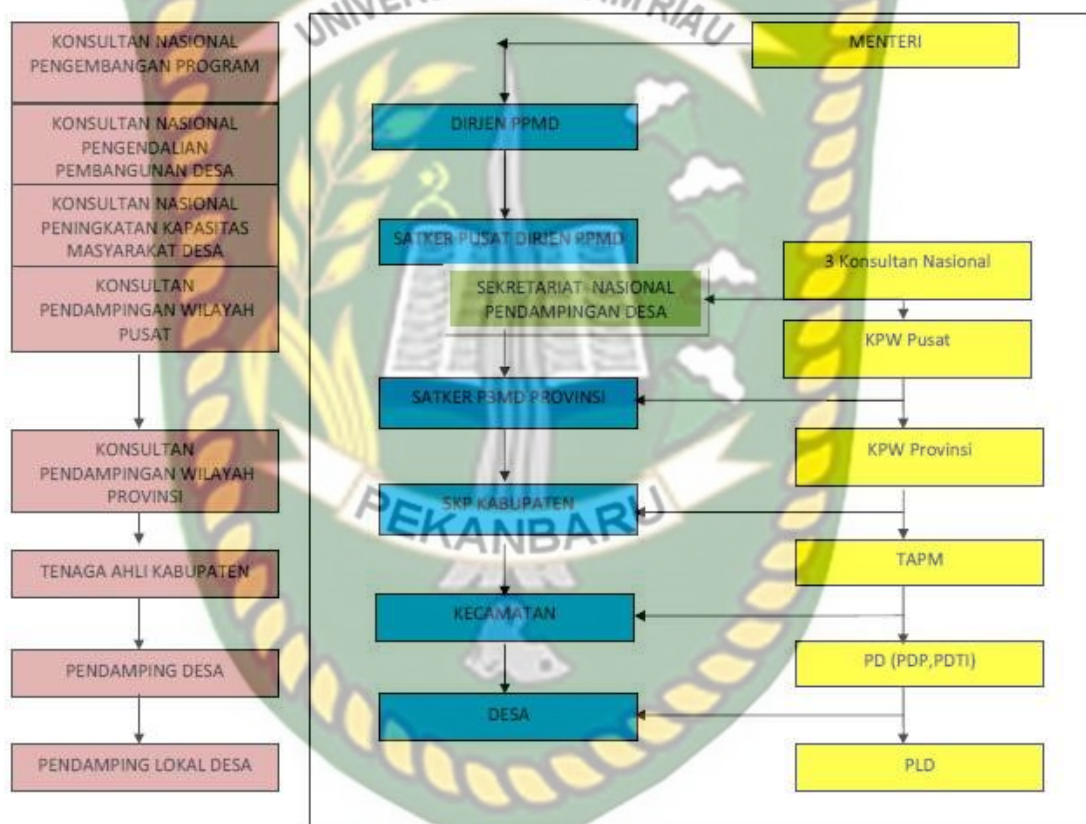 UNIVER
AM RIAU
KONSULTAN NASIONAL
PENGEMBANGAN PROGRAM
KONSULTAN NASIONAL
PENGENDALIAN
PEMBANGUNAN DESA
KONSULTAN NASIONAL
PENINGKATAN KAPASITAS
MASYARAKAT DESA
KONSULTAN
PENDAMPINGAN WILAYAH
PUSAT
KONSULTAN
PENDAMPINGAN WILAYAH
PROVINSI
TENAGA AHLI KABUPATEN
PENDAMPING DESA
PENDAMPING LOKAL DESA
DIRJEN PPMD
SATKER PUSAT DIRJEN PPMD
SEKRETARIAT NASIONAL
PENDAMPINGAN DESA
SATKER P3MD PROVINSI
SKP KABUPATEN
PEKANBARU
KECAMATAN
DESA
MENTERI
3 Konsultan Nasional
KPW Pusat
KPW Provinsi
TAPM
PD (PDP,PDTI)
PLD